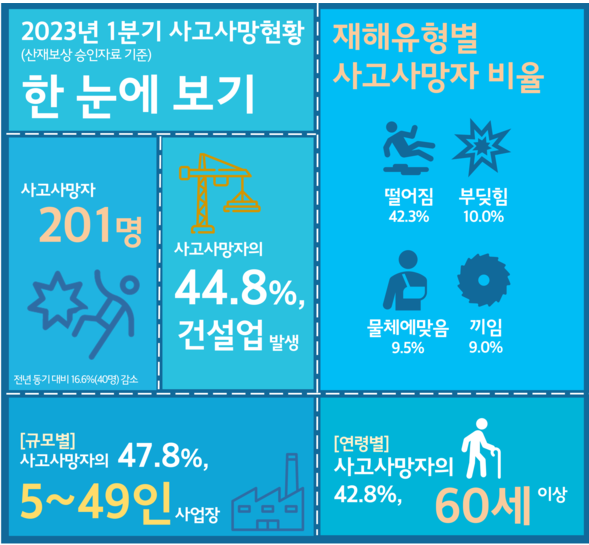 2023년 1분기 사고사망현황
(산재보상 승인자료 기준)
한 눈에 보기
사고사망자
201명
전년 동기 대비 16.6%(40명) 감소
사고사망자의
44.8%,
건설업 발생
재해유형별
사고사망자 비율
떨어짐
42.3%
부딪힘
10.0%
물체에맞음
9.5%
끼임
9.0%
[규모별]
사고사망자의 47.8%,
5~49인 사업장
[연령별]
사고사망자의
42.8%, 60세 이상